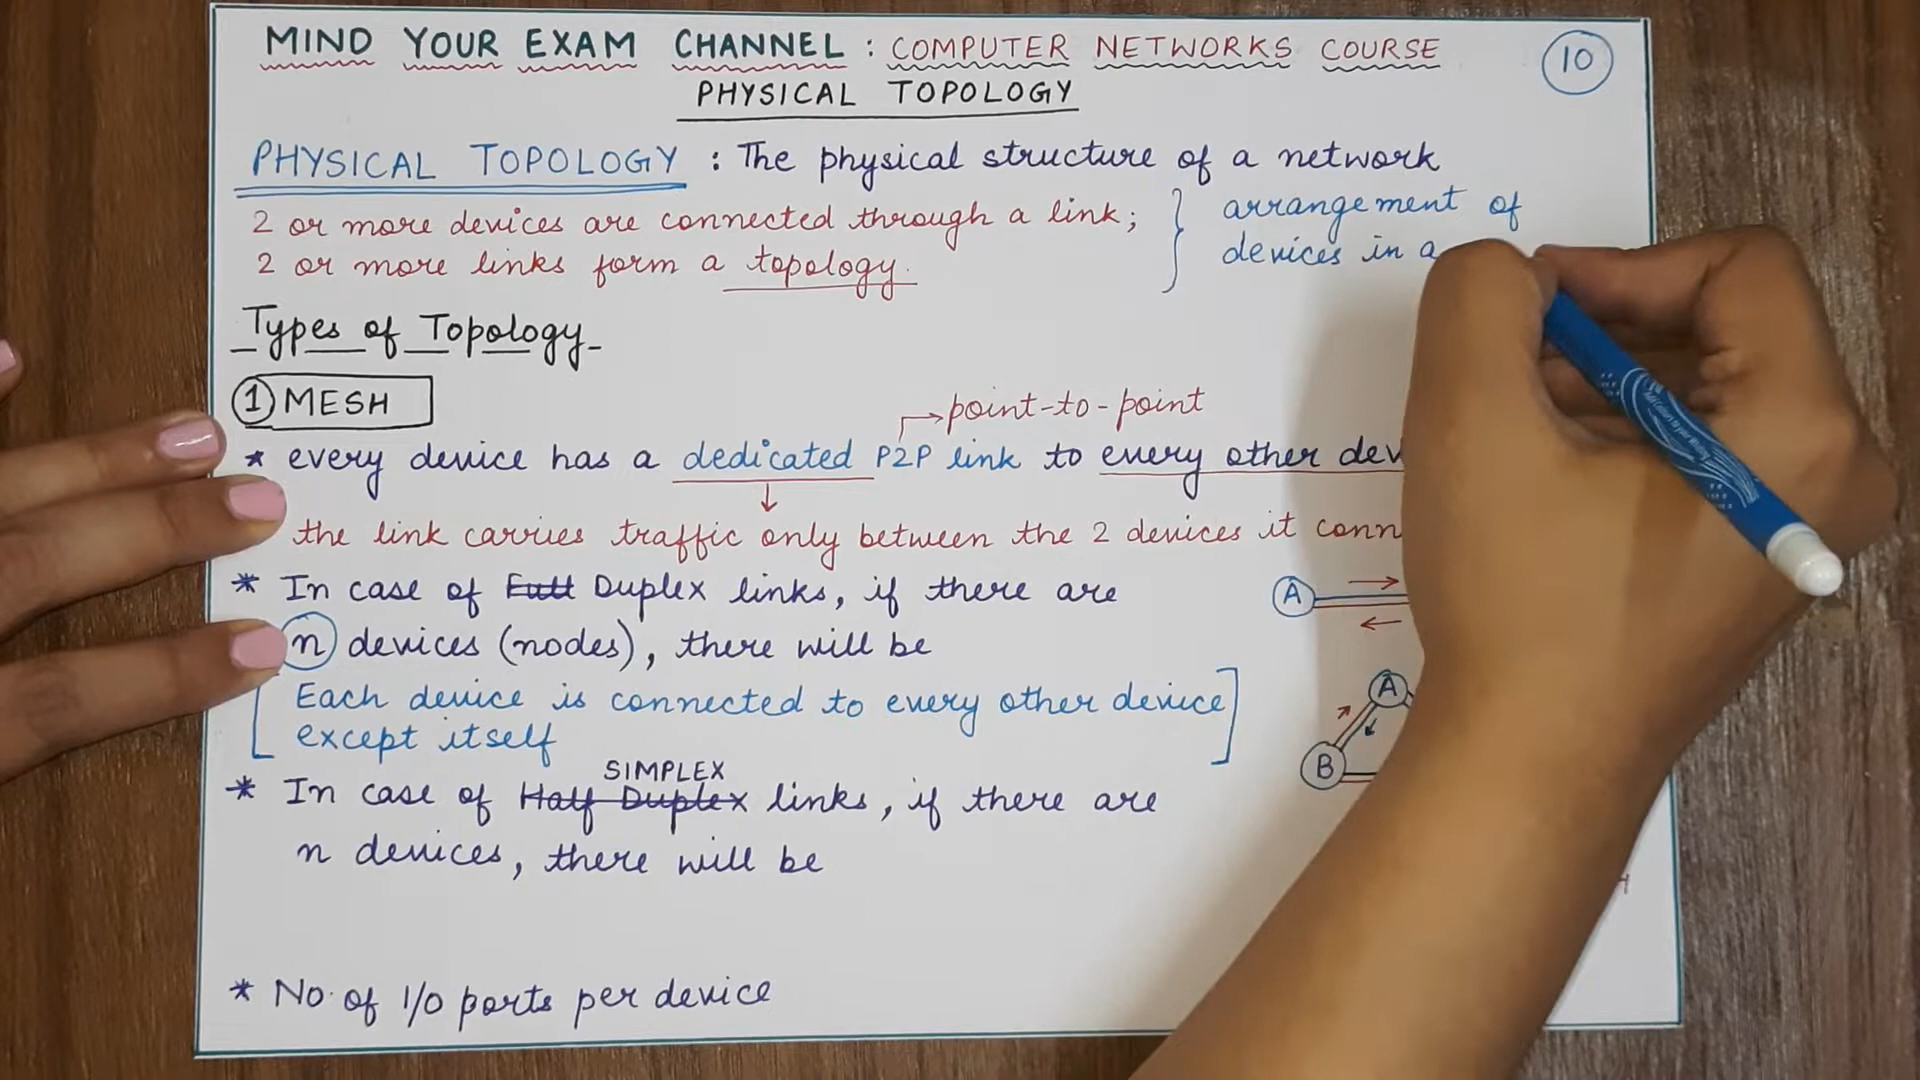 MIND YOUR EXAM CHANNEL : COMPUTER NETWORKS COURSE
10
PHYSICAL TOPOLOGY
PHYSICAL TOPOLOGY : The physical structure of a network
2 or more devices are connected through a link;
2 or more links form a topology.
arrangement of
devices in a
Types of Topology
1 MESH
point-to-point
* every device has a dedicated P2P link to every other dev
the link carries traffic only between the 2 devices it conn
* In case of Full Duplex links, if there are
n devices (nodes), there will be
A
Each device is connected to every other device
except itself
A
B
SIMPLEX
* In case of Half Duplex links, if there are
n devices, there will be
* No. of I/O ports per device